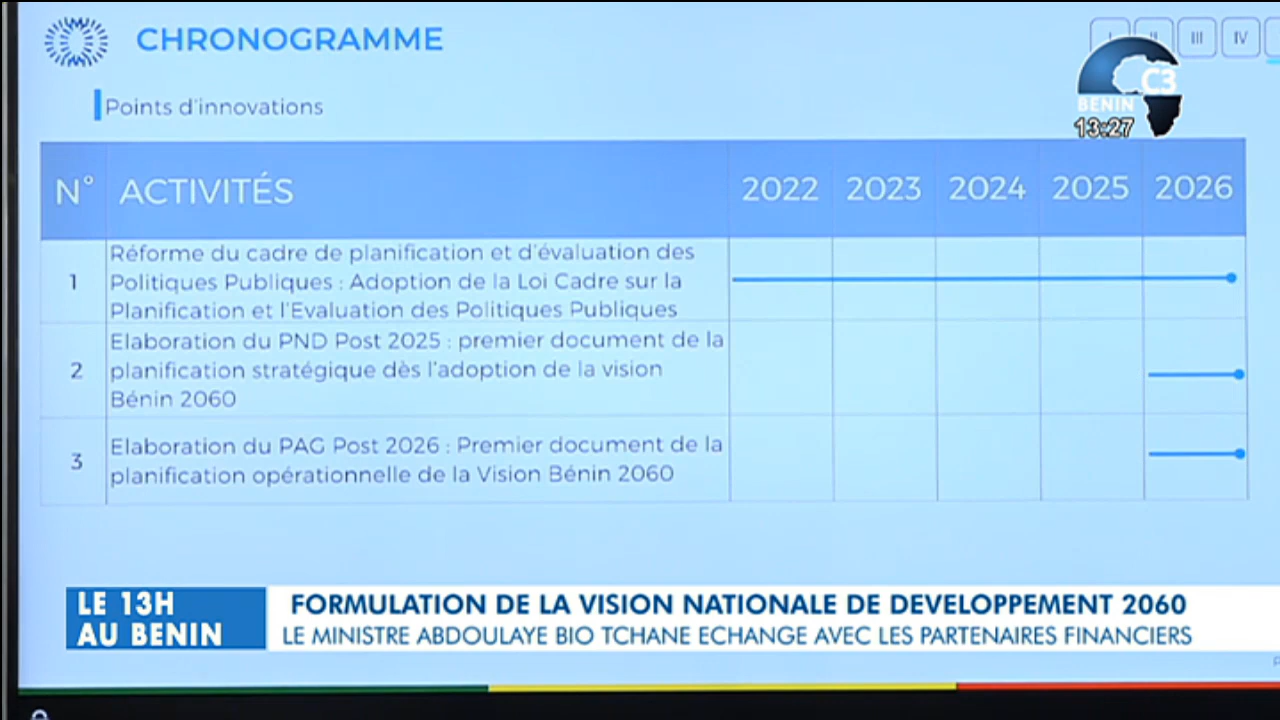 CHRONOGRAMME
III
IV
C3
BENIN
13:27
Points d'innovations
N° ACTIVITÉS 2022 2023 2024 2025 2026
Réforme du cadre de planification et d'évaluation des
1 Politiques Publiques : Adoption de la Loi Cadre sur la
Planification et l'Evaluation des Politiques Publiques
Elaboration du PND Post 2025 : premier document de la
2 planification stratégique dès l'adoption de la vision
Bénin 2060
3 Elaboration du PAG Post 2026 : Premier document de la
planification opérationnelle de la Vision Bénin 2060
LE 13H
AU BENIN
FORMULATION DE LA VISION NATIONALE DE DEVELOPPEMENT 2060
LE MINISTRE ABDOULAYE BIO TCHANE ECHANGE AVEC LES PARTENAIRES FINANCIERS